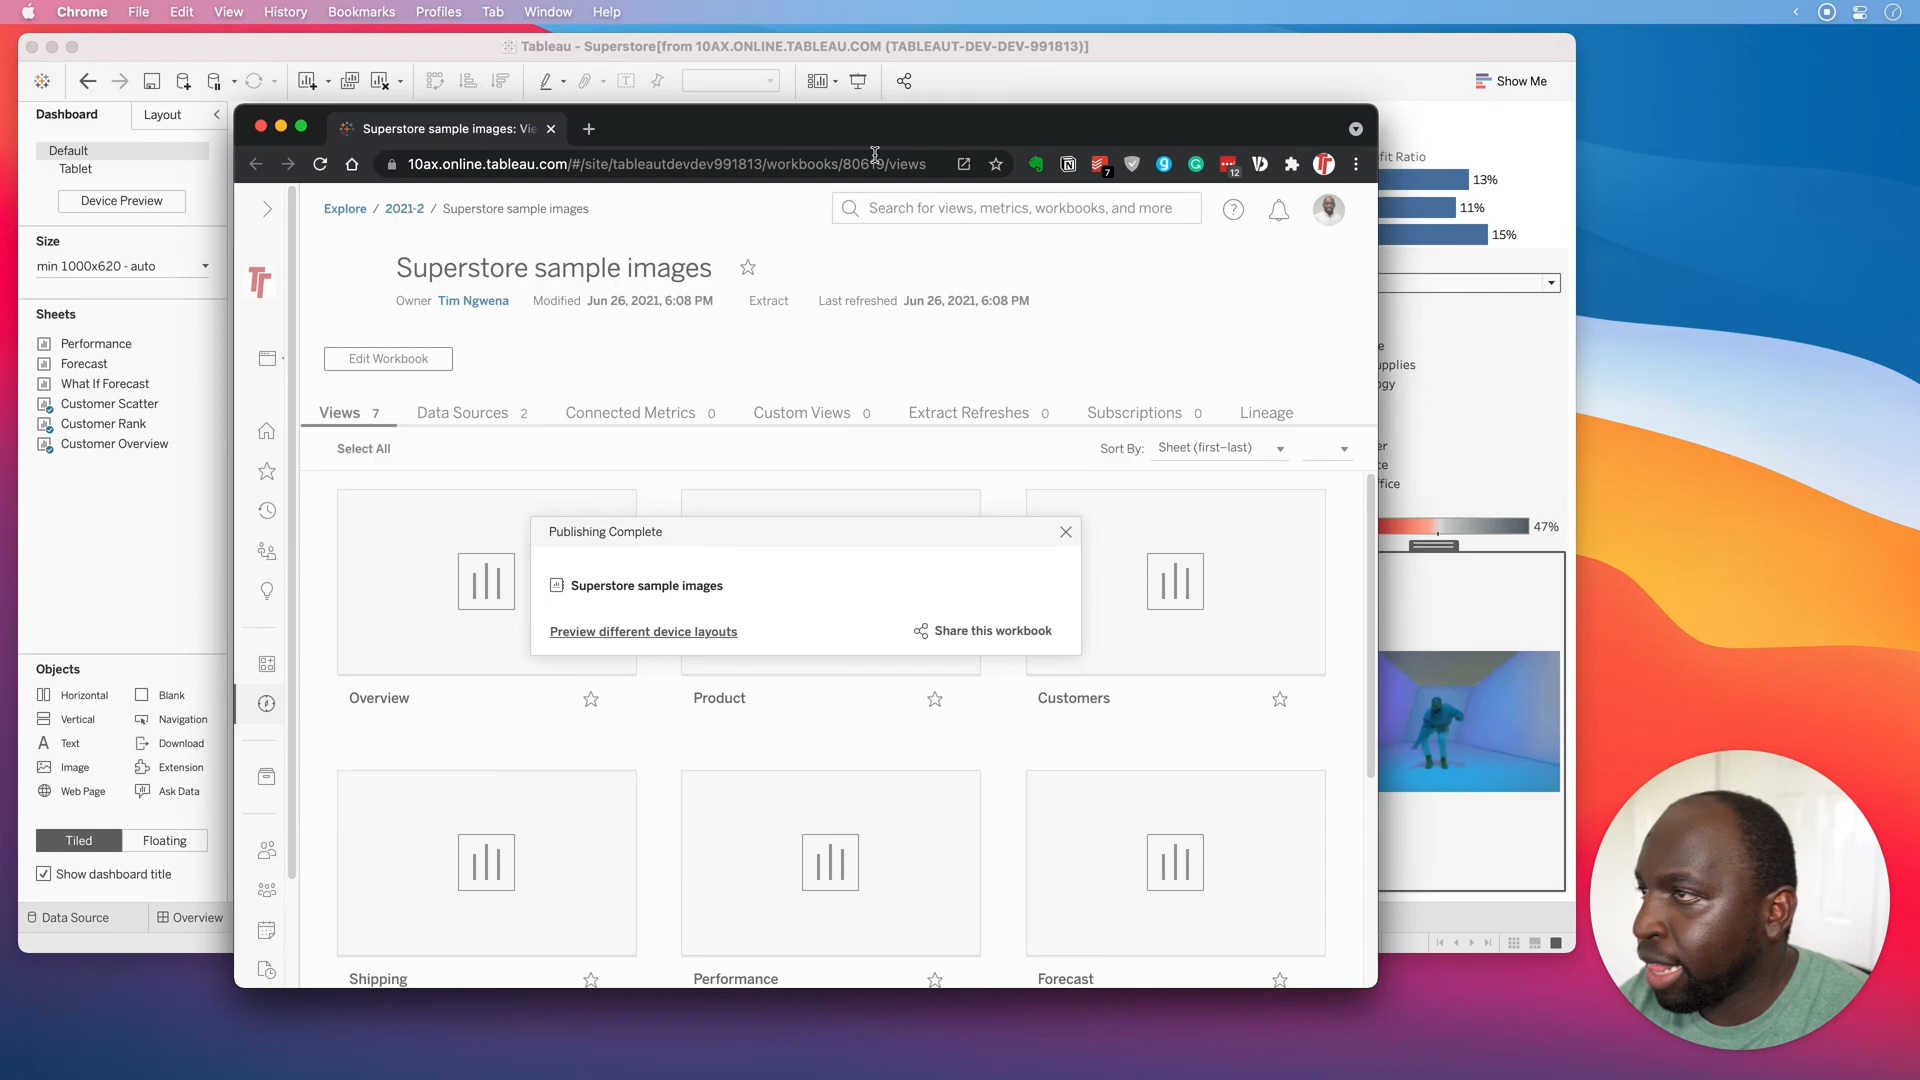 Chrome File Edit View History Bookmarks Profiles Tab Window Help
Tableau - Superstore[from 10AX.ONLINE.TABLEAU.COM (TABLEAUT-DEV-DEV-991813)]
Show Me
Dashboard Layout
Default
Tablet
Device Preview
Size
min 1000x620 - auto
Sheets
Performance
Forecast
What If Forecast
Customer Scatter
Customer Rank
Customer Overview
Objects
Horizontal Blank
Vertical Navigation
Text Download
Image Extension
Web Page Ask Data
Tiled Floating
Show dashboard title
Data Source Overview
Superstore sample images: Vie
10ax.online.tableau.com/#/site/tableautdevdev991813/workbooks/80619/views
7
12
Explore / 2021-2 / Superstore sample images
Search for views, metrics, workbooks, and more
Superstore sample images
Owner Tim Ngwena Modified Jun 26, 2021, 6:08 PM Extract Last refreshed Jun 26, 2021, 6:08 PM
Edit Workbook
Views 7 Data Sources 2 Connected Metrics 0 Custom Views 0 Extract Refreshes 0 Subscriptions 0 Lineage
Select All Sort By: Sheet (first–last)
Publishing Complete
Superstore sample images
Preview different device layouts Share this workbook
Overview Product Customers
Shipping Performance Forecast
fit Ratio
13%
11%
15%
e
upplies
ogy
er
ce
ffice
47%